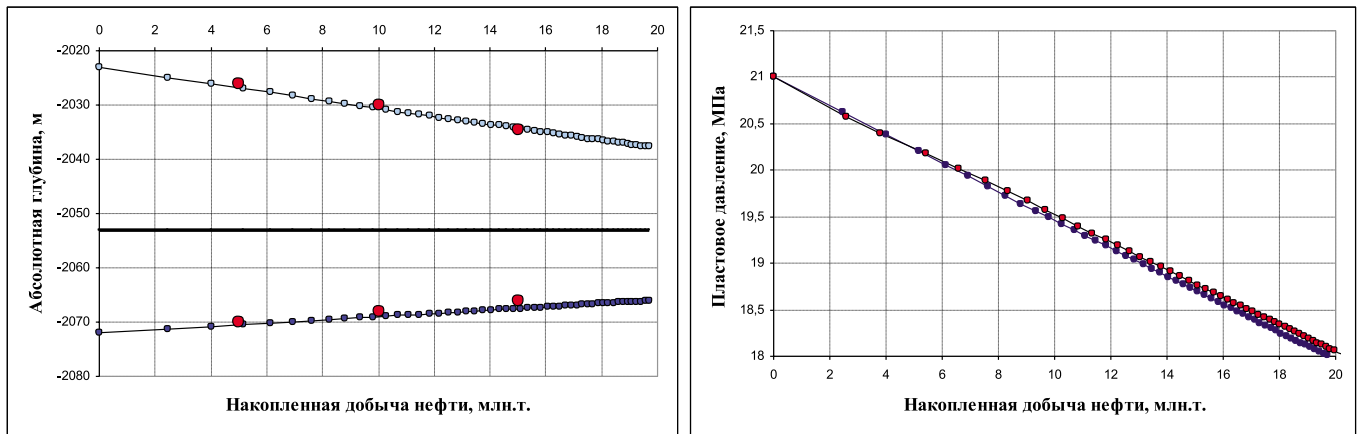 0 2 4 6 8 10 12 14 16 18 20
-2020
-2030
-2040
-2050
-2060
-2070
-2080
Абсолютная глубина, м
Накопленная добыча нефти, млн.т.
21,5
21
20,5
20
19,5
19
18,5
18
Пластовое давление, МПа
0 2 4 6 8 10 12 14 16 18 20
Накопленная добыча нефти, млн.т.